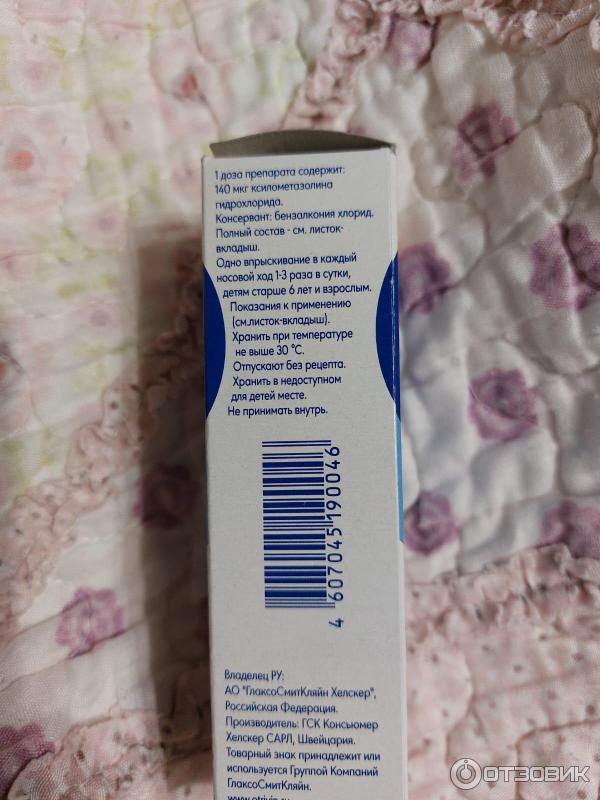 1 доза препарата содержит:
140 мкг ксилометазолина
гидрохлорида.
Консервант: бензалкония хлорид.
Полный состав - см. листок-
вкладыш.
Одно впрыскивание в каждый
носовой ход 1-3 раза в сутки,
детям старше 6 лет и взрослым.
Показания к применению
(см.листок-вкладыш).
Хранить при температуре
не выше 30 °C.
Отпускают без рецепта.
Хранить в недоступном
для детей месте.
Не принимать внутрь.
4 607045 190046
Владелец РУ:
АО "ГлаксоСмитКляйн Хелскер",
Российская Федерация.
Производитель: ГСК Консьюмер
Хелскер САРЛ, Швейцария.
Товарный знак принадлежит или
используется Группой Компаний
ГлаксоСмитКляйн.
www.otrivin.ru
ОТЗОВИК